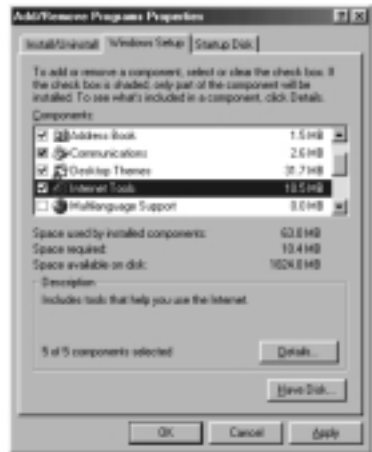 Add/Remove Programs Properties
Install/Uninstall Windows Setup Startup Disk
To add or remove a component, select or clear the check box. If
the check box is shaded, only part of the component will be
installed. To see what's included in a component, click Details.
Components:
Address Book 1.5 MB
Communications 2.6 MB
Desktop Themes 31.7 MB
Internet Tools 10.5 MB
Multilanguage Support 0.0 MB
Space used by installed components: 63.0 MB
Space required: 10.4 MB
Space available on disk: 1024.0 MB
Description
Includes tools that help you use the Internet.
5 of 5 components selected
Details...
Have Disk...
OK Cancel Apply